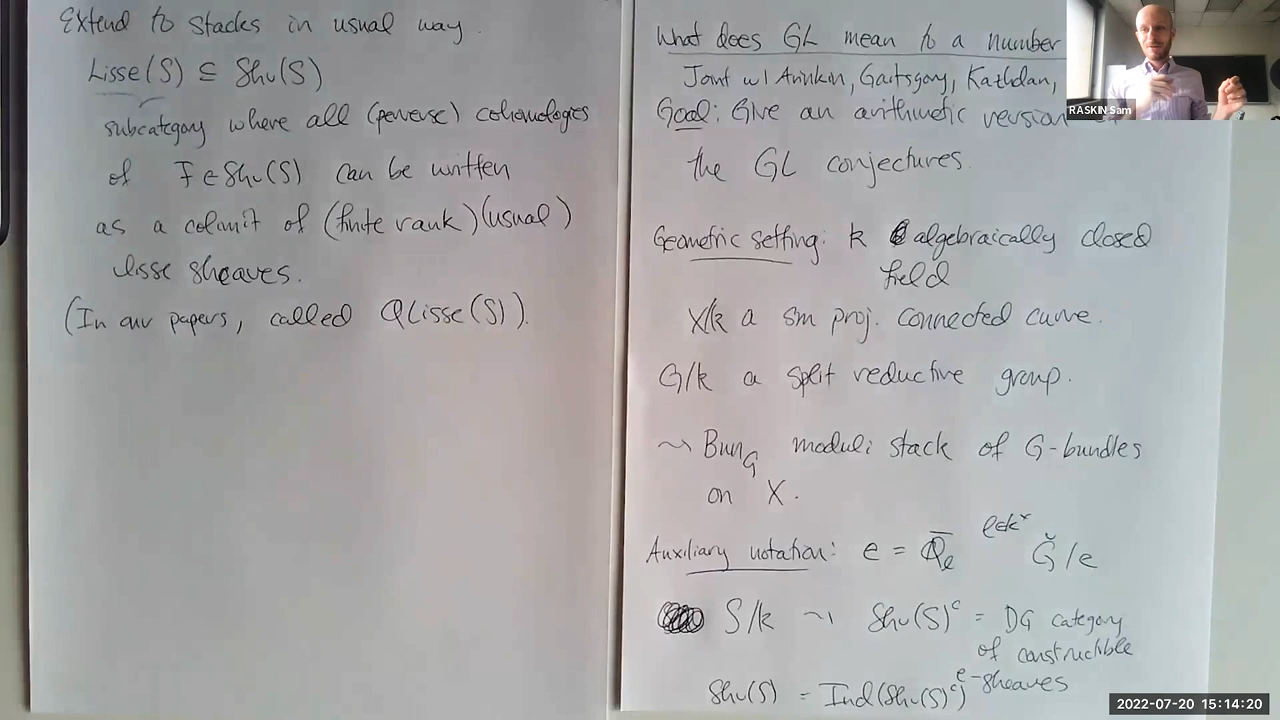 Extend to stacks in usual way.
Lisse(S) ⊆ Shv(S)
subcategory where all (perverse) cohomologies
of F ∈ Shv(S) can be written
as a colimit of (finite rank) (usual)
lisse sheaves.
(In our papers, called QLisse(S)).
What does GL mean to a number
Joint w/ Arinkin, Gaitsgory, Kazhdan,
Goal: Give an arithmetic version of
the GL conjectures.
Geometric setting: k algebraically closed
field
X/k a sm proj. connected curve.
G/k a split reductive group.
⇝ Bun_G moduli stack of G-bundles
on X.
Auxiliary notation: e = Q̄_ℓ ℓ∈k^× Ǧ/e
S/k ⇝ Shv(S)^c = DG category
of constructible
e-sheaves
Shv(S) = Ind(Shv(S)^c)
RASKIN Sam
2022-07-20 15:14:20